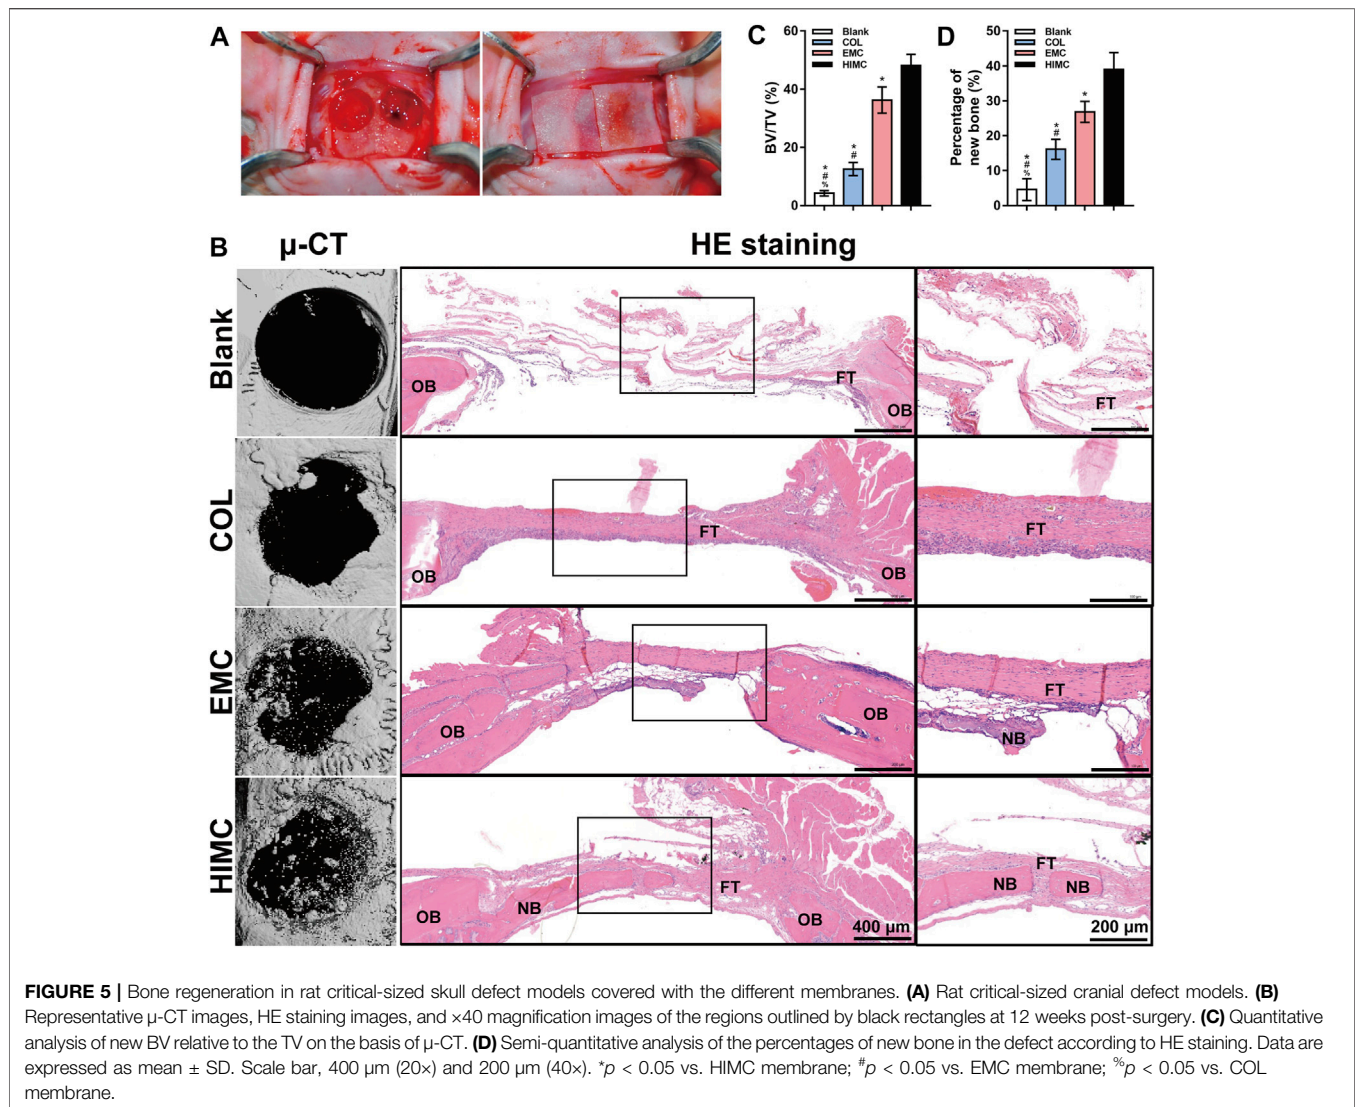 A
C
60
40
20
0
BV/TV (%)
Blank
COL
EMC
HIMC
*
#
%
*
#
*
D
50
40
30
20
10
0
Percentage of
new bone (%)
Blank
COL
EMC
HIMC
*
#
%
*
#
*
B
µ-CT
HE staining
Blank
OB
FT
OB
FT
COL
OB
FT
OB
FT
EMC
OB
OB
FT
NB
HIMC
OB
NB
FT
OB
400 µm
FT
NB
NB
200 µm
FIGURE 5 | Bone regeneration in rat critical-sized skull defect models covered with the different membranes. (A) Rat critical-sized cranial defect models. (B)
Representative µ-CT images, HE staining images, and ×40 magnification images of the regions outlined by black rectangles at 12 weeks post-surgery. (C) Quantitative
analysis of new BV relative to the TV on the basis of µ-CT. (D) Semi-quantitative analysis of the percentages of new bone in the defect according to HE staining. Data are
expressed as mean ± SD. Scale bar, 400 µm (20×) and 200 µm (40×). *p < 0.05 vs. HIMC membrane; #p < 0.05 vs. EMC membrane; %p < 0.05 vs. COL
membrane.